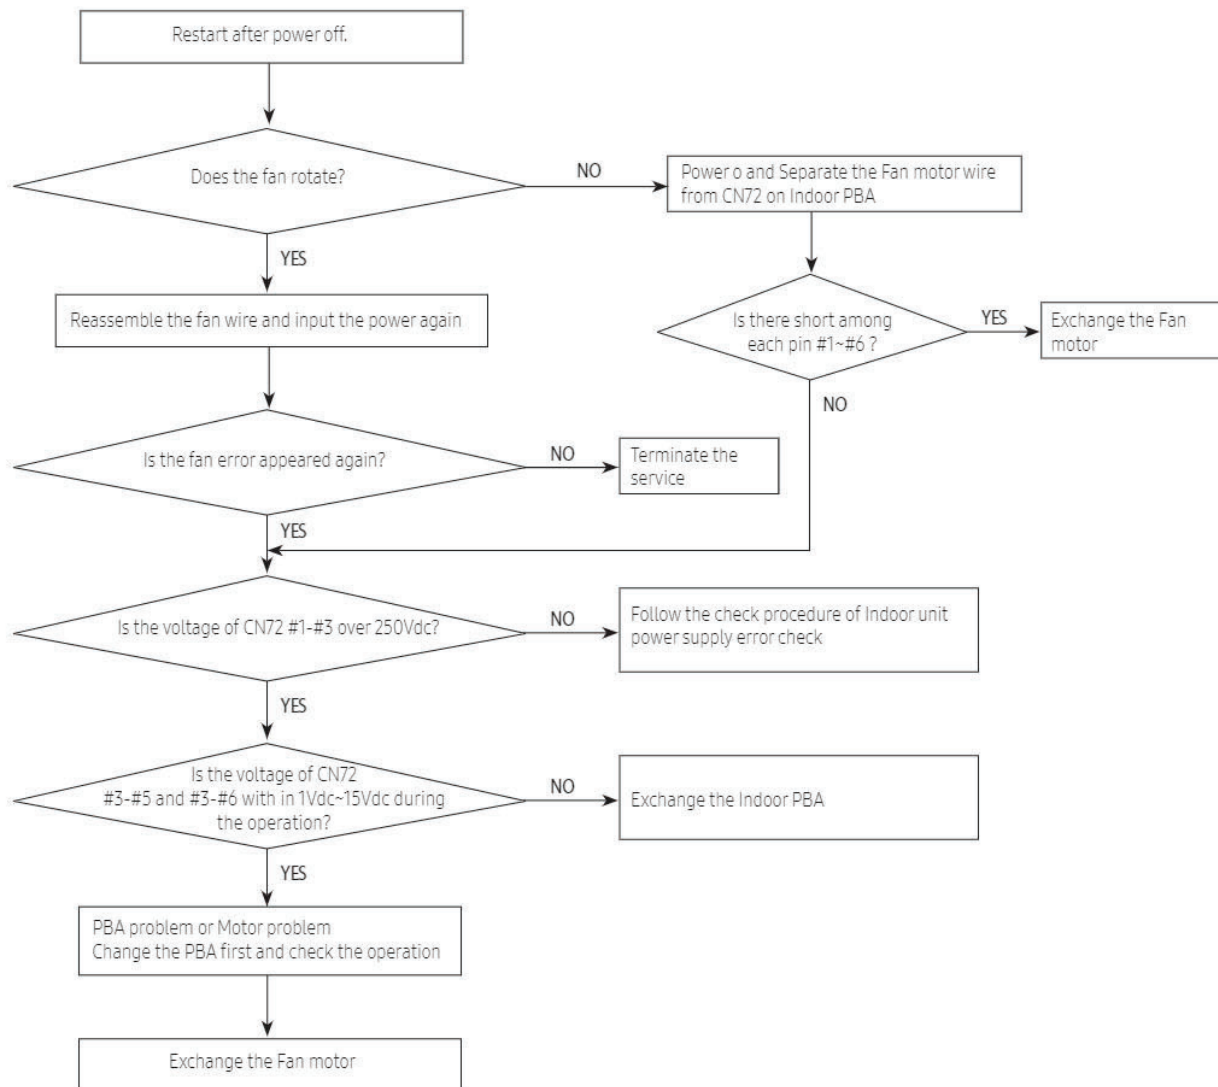 Restart after power off.
Does the fan rotate?
NO
Power o and Separate the Fan motor wire
from CN72 on Indoor PBA
YES
Reassemble the fan wire and input the power again
Is there short among
each pin #1~#6 ?
YES
Exchange the Fan
motor
NO
Is the fan error appeared again?
NO
Terminate the
service
YES
Is the voltage of CN72 #1-#3 over 250Vdc?
NO
Follow the check procedure of Indoor unit
power supply error check
YES
Is the voltage of CN72
#3-#5 and #3-#6 with in 1Vdc~15Vdc during
the operation?
NO
Exchange the Indoor PBA
YES
PBA problem or Motor problem
Change the PBA first and check the operation
Exchange the Fan motor